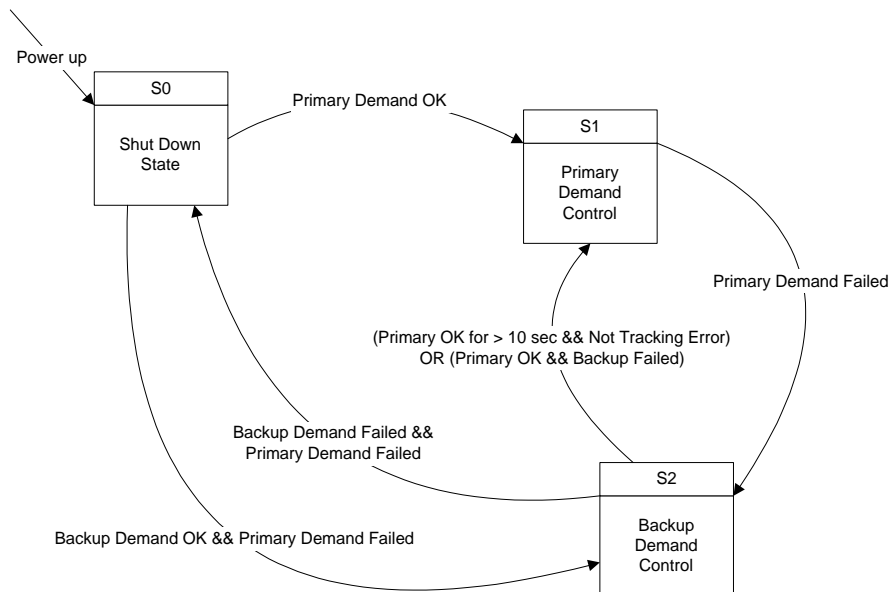 Power up
S0
Shut Down
State
Primary Demand OK
S1
Primary
Demand
Control
Primary Demand Failed
(Primary OK for > 10 sec && Not Tracking Error)
OR (Primary OK && Backup Failed)
Backup Demand Failed &&
Primary Demand Failed
S2
Backup
Demand
Control
Backup Demand OK && Primary Demand Failed